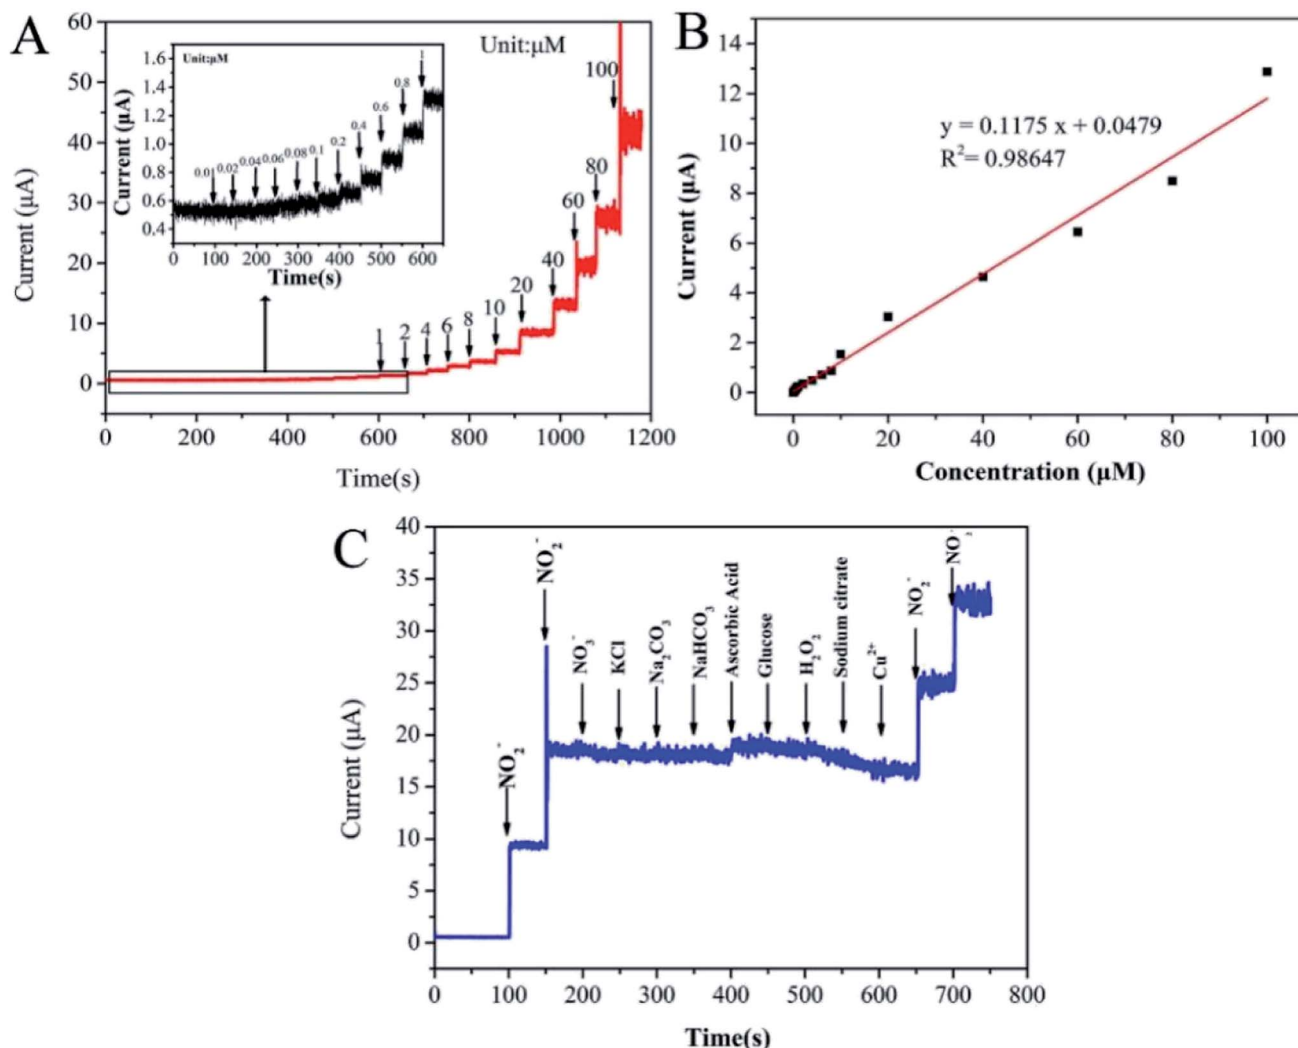 A
Unit:μM
Current (μA)
60
50
40
30
20
10
0
0 200 400 600 800 1000 1200
Time(s)
1 2 4 6 8 10 20 40 60 80 100
Unit:μM
Current (μA)
1.6
1.4
1.2
1.0
0.8
0.6
0.4
0 100 200 300 400 500 600
Time(s)
0.01 0.02 0.04 0.06 0.08 0.1 0.2 0.4 0.6 0.8 1
B
y = 0.1175 x + 0.0479
R²= 0.98647
Current (μA)
14
12
10
8
6
4
2
0
0 20 40 60 80 100
Concentration (μM)
C
Current (μA)
40
35
30
25
20
15
10
5
0
NO₂⁻
NO₂⁻
NO₃⁻
KCl
Na₂CO₃
NaHCO₃
Ascorbic Acid
Glucose
H₂O₂
Sodium citrate
Cu²⁺
NO₂⁻
NO₂⁻
0 100 200 300 400 500 600 700 800
Time(s)